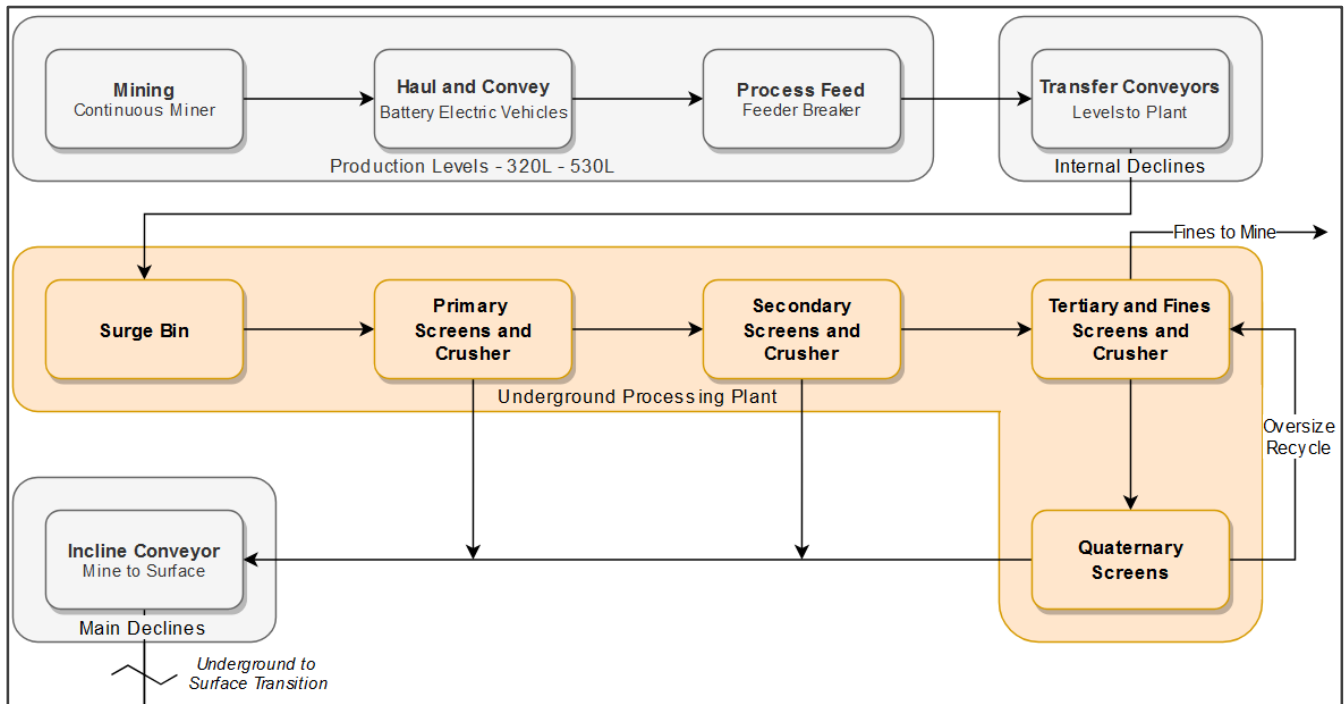 Mining
Continuous Miner
Haul and Convey
Battery Electric Vehicles
Process Feed
Feeder Breaker
Transfer Conveyors
Levels to Plant
Production Levels - 320L - 530L
Internal Declines
Fines to Mine
Surge Bin
Primary
Screens and
Crusher
Secondary
Screens and
Crusher
Tertiary and Fines
Screens and
Crusher
Underground Processing Plant
Oversize
Recycle
Incline Conveyor
Mine to Surface
Quaternary
Screens
Main Declines
Underground to
Surface Transition